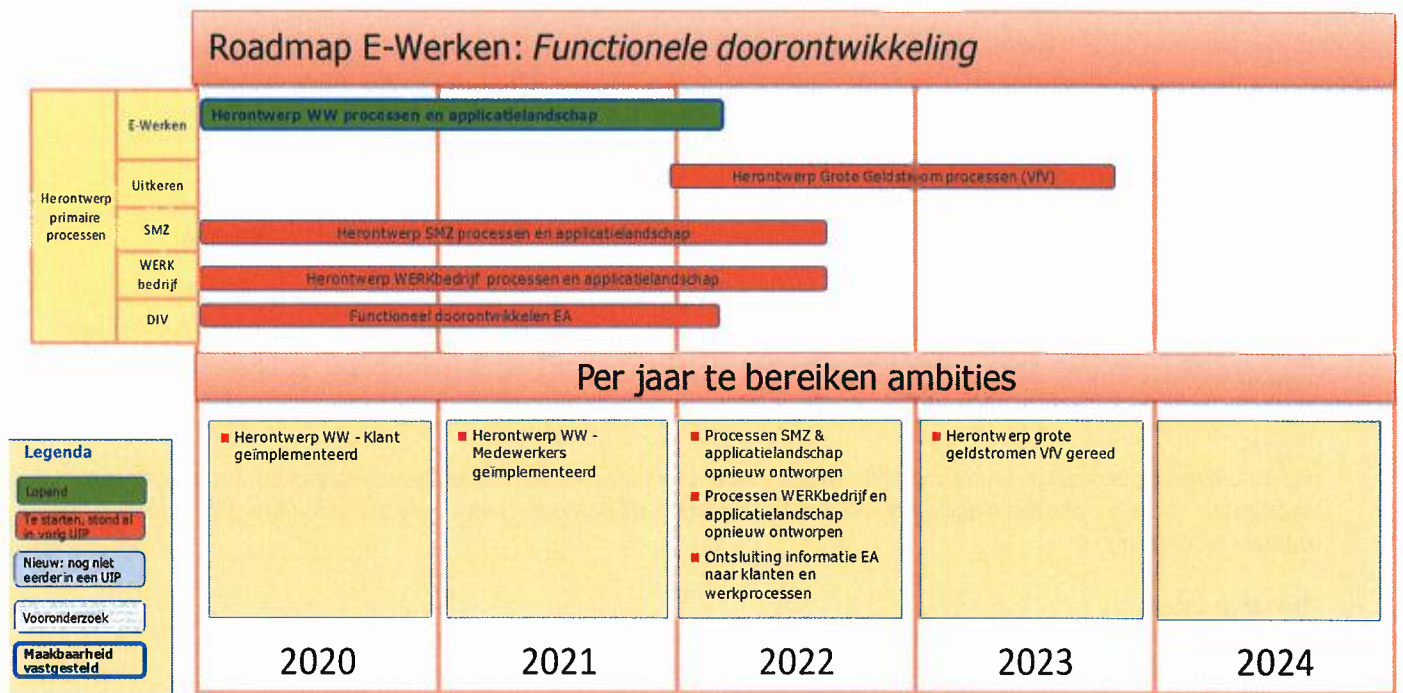 Roadmap E-Werken: Functionele doorontwikkeling
Herontwerp
primaire
processen
E-Werken
Herontwerp WW processen en applicatielandschap
Uitkeren
Herontwerp Grote Geldstroom processen (VfV)
SMZ
Herontwerp SMZ processen en applicatielandschap
WERK
bedrijf
Herontwerp WERKbedrijf processen en applicatielandschap
DIV
Functioneel doorontwikkelen EA
Per jaar te bereiken ambities
Legenda
Lopend
Te starten, stond al
in vorig UIP
Nieuw: nog niet
eerder in een UIP
Vooronderzoek
Maakbaarheid
vastgesteld
■ Herontwerp WW - Klant
geïmplementeerd
■ Herontwerp WW -
Medewerkers
geïmplementeerd
■ Processen SMZ &
applicatielandschap
opnieuw ontworpen
■ Processen WERKbedrijf en
applicatielandschap
opnieuw ontworpen
■ Ontsluiting informatie EA
naar klanten en
werkprocessen
■ Herontwerp grote
geldstromen VfV gereed
2020
2021
2022
2023
2024